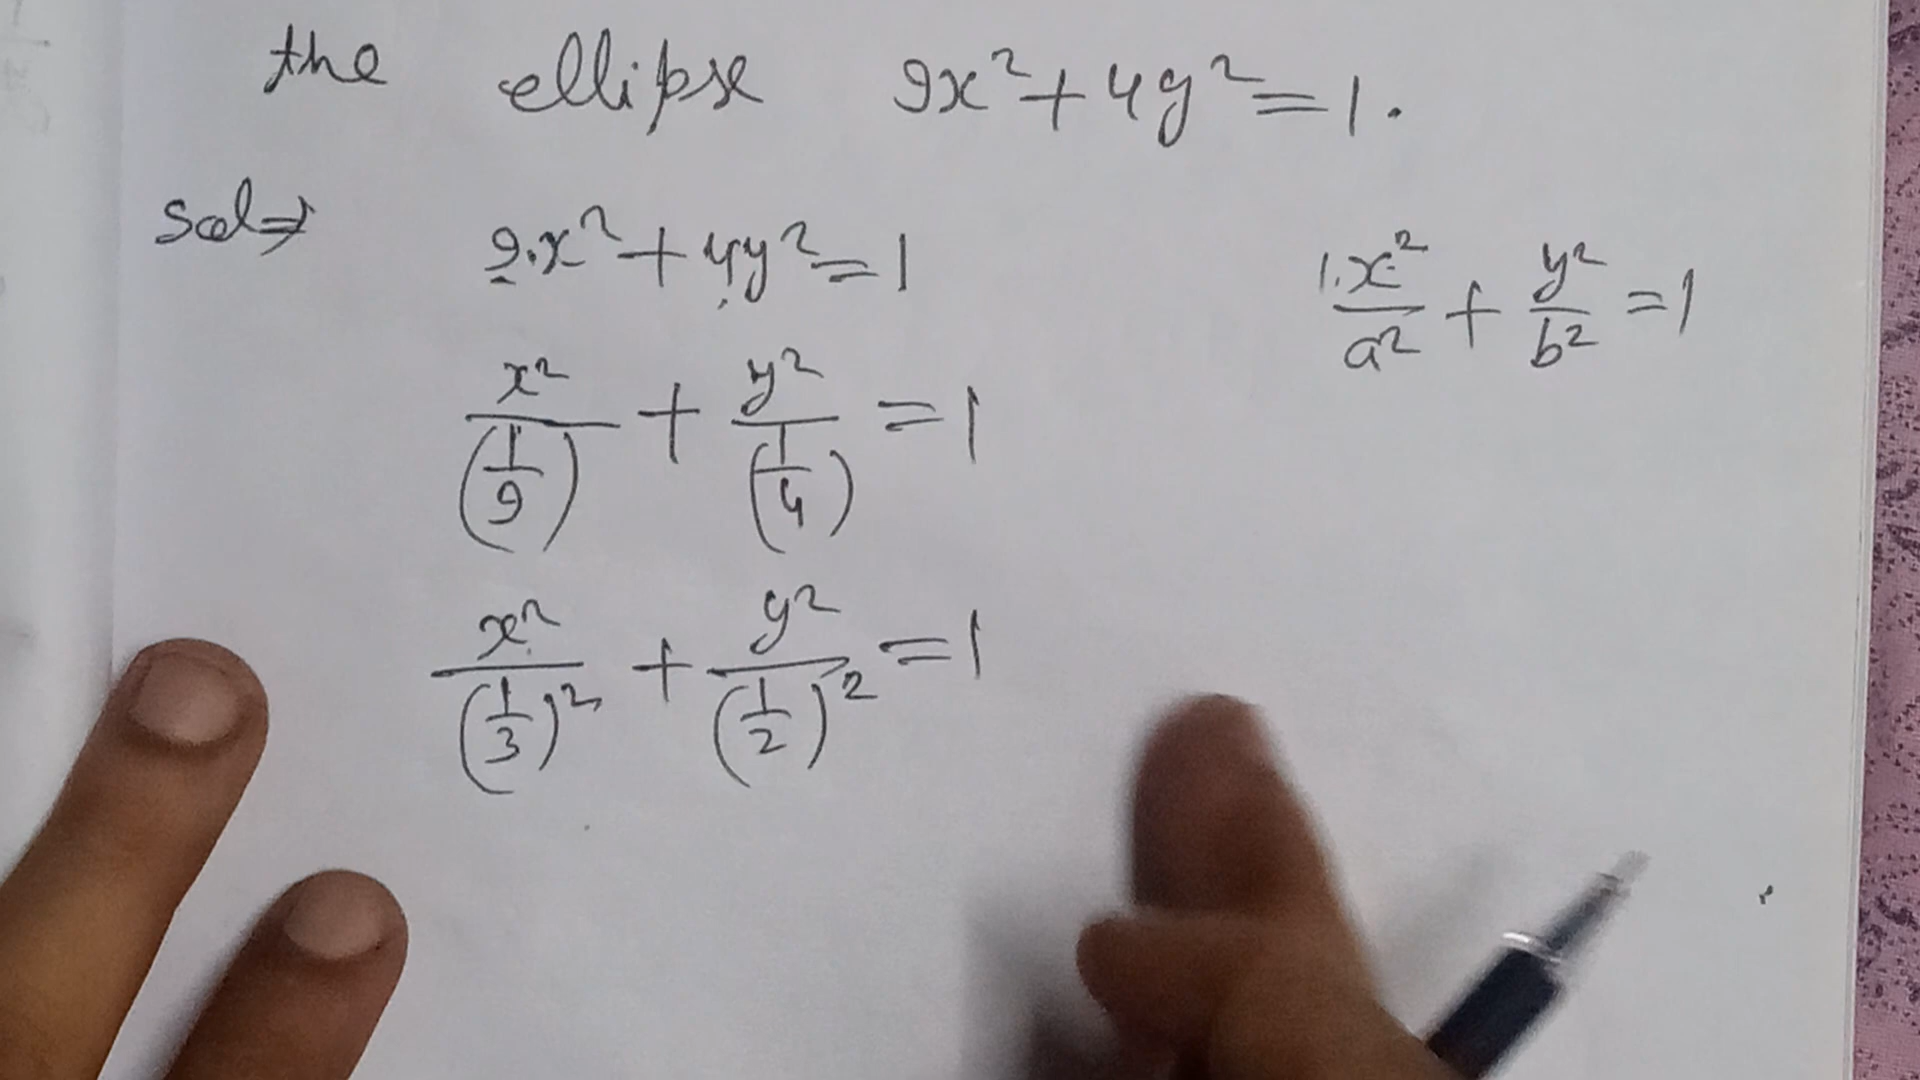 the ellipse 9x²+4y²=1.
Sol⇒ 9.x²+4y²=1
1.x²/a² + y²/b² =1
x²/(1/9) + y²/(1/4) =1
x²/(1/3)² + y²/(1/2)² =1